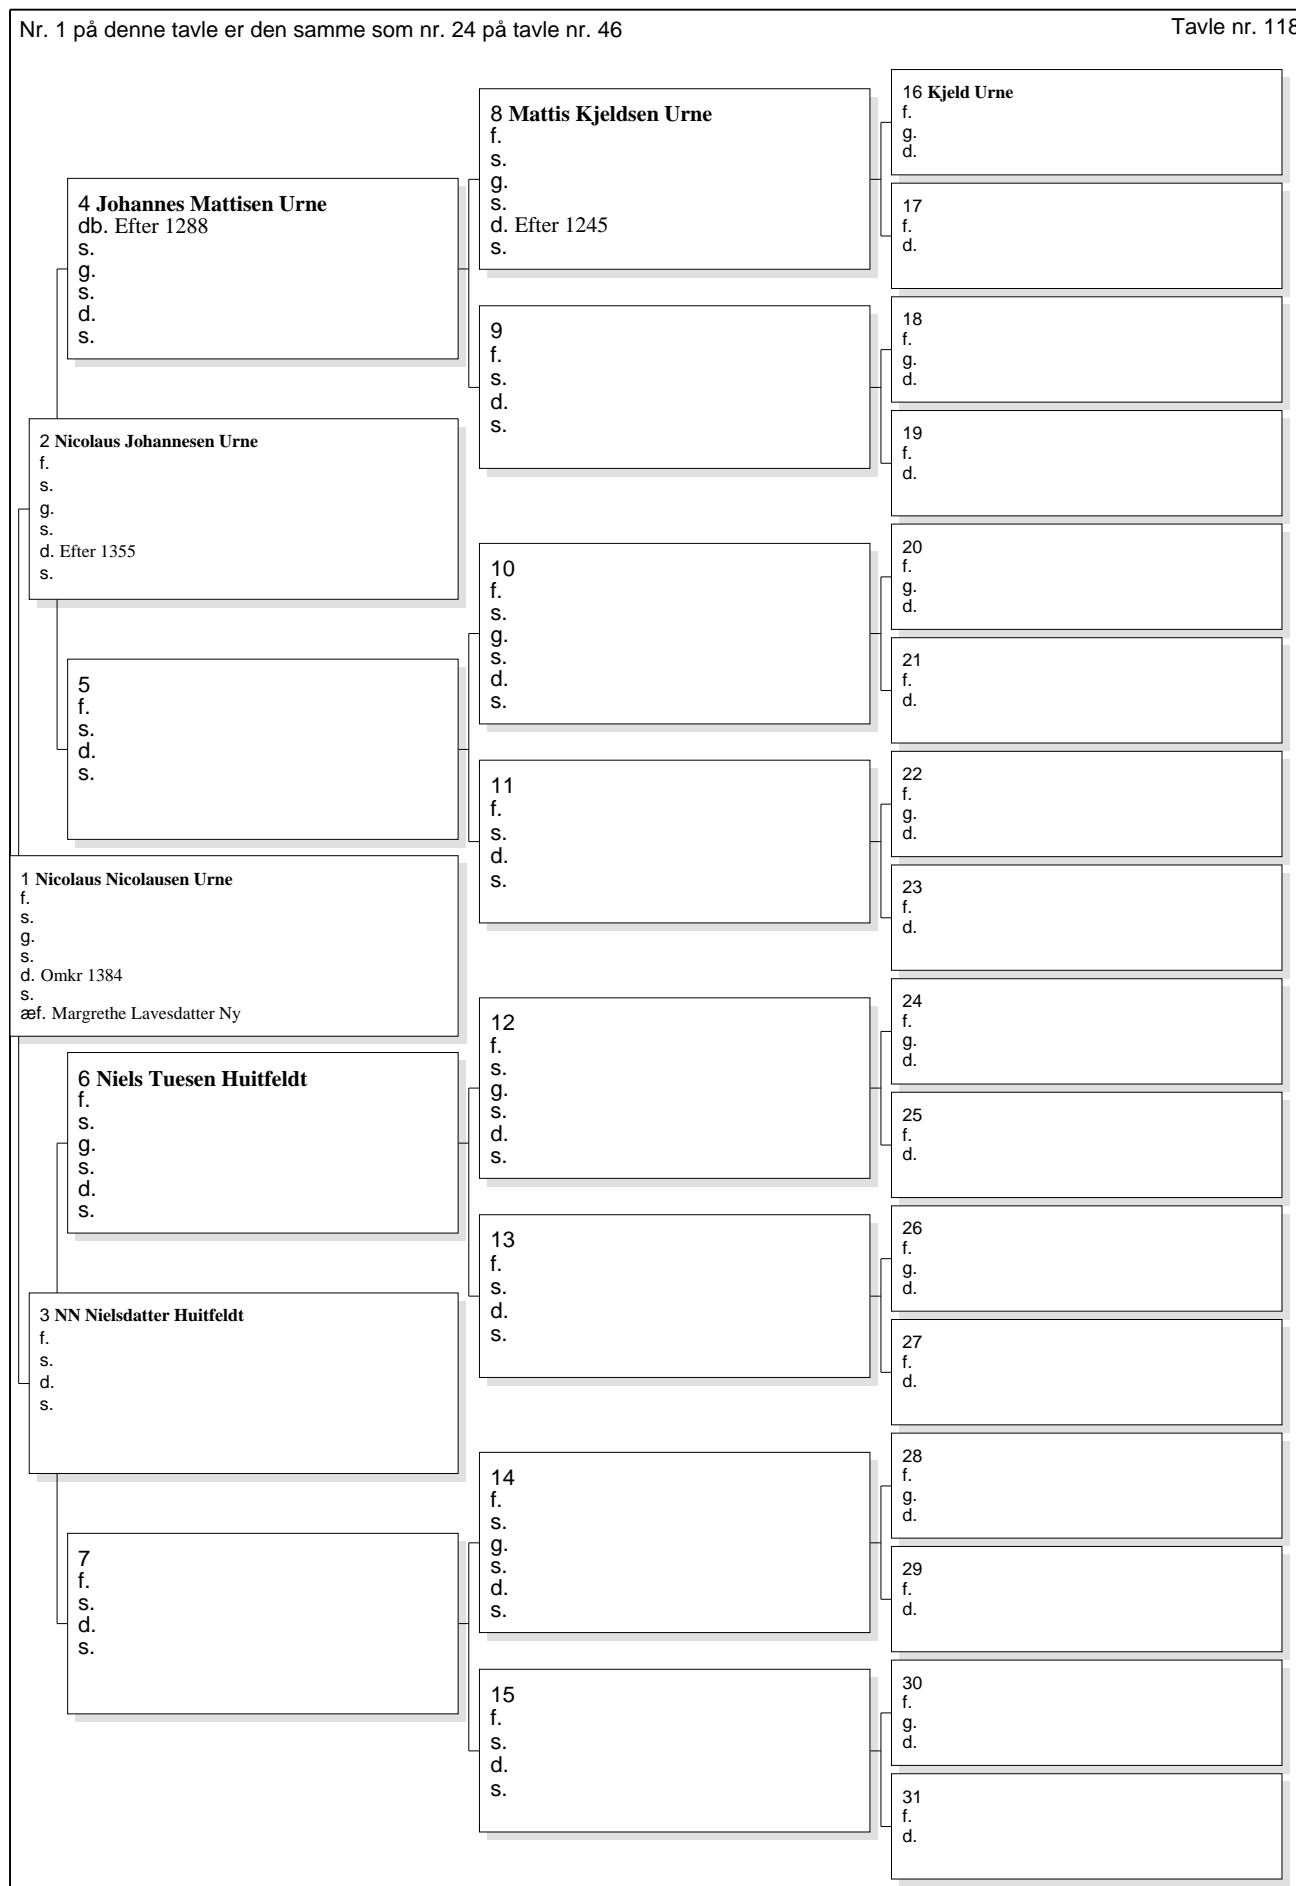 Nr. 1 på denne tavle er den samme som nr. 24 på tavle nr. 46
Tavle nr. 118
1 Nicolaus Nicolausen Urne
f.
s.
g.
s.
d. Omkr 1384
s.
æf. Margrethe Lavesdatter Ny
2 Nicolaus Johannesen Urne
f.
s.
g.
s.
d. Efter 1355
s.
3 NN Nielsdatter Huitfeldt
f.
s.
d.
s.
4 Johannes Mattisen Urne
db. Efter 1288
s.
g.
s.
d.
s.
5
f.
s.
d.
s.
6 Niels Tuesen Huitfeldt
f.
s.
g.
s.
d.
s.
7
f.
s.
d.
s.
8 Mattis Kjeldsen Urne
f.
s.
g.
s.
d. Efter 1245
s.
9
f.
s.
d.
s.
10
f.
s.
g.
s.
d.
s.
11
f.
s.
d.
s.
12
f.
s.
g.
s.
d.
s.
13
f.
s.
d.
s.
14
f.
s.
g.
s.
d.
s.
15
f.
s.
d.
s.
16 Kjeld Urne
f.
g.
d.
17
f.
d.
18
f.
g.
d.
19
f.
d.
20
f.
g.
d.
21
f.
d.
22
f.
g.
d.
23
f.
d.
24
f.
g.
d.
25
f.
d.
26
f.
g.
d.
27
f.
d.
28
f.
g.
d.
29
f.
d.
30
f.
g.
d.
31
f.
d.